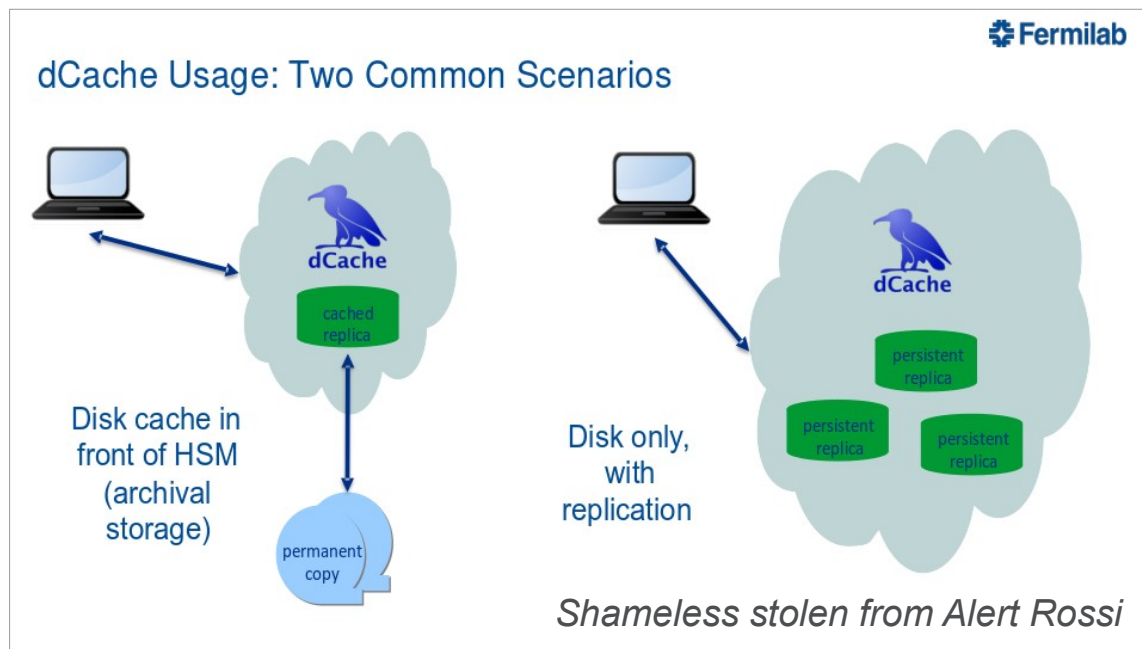 Fermilab
dCache Usage: Two Common Scenarios
dCache
cached
replica
Disk cache in
front of HSM
(archival
storage)
permanent
copy
dCache
persistent
replica
persistent
replica
persistent
replica
Disk only,
with
replication
Shameless stolen from Alert Rossi